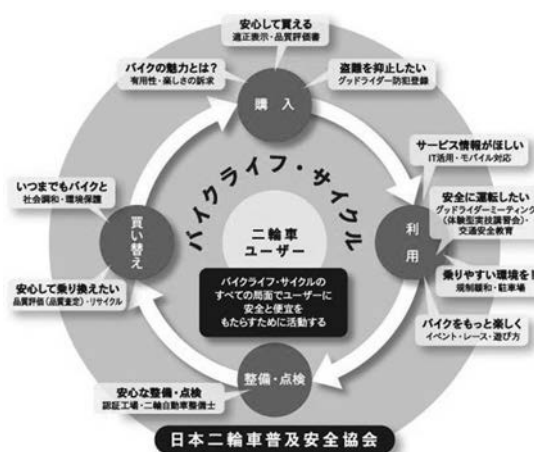 安心して買える
適正表示・品質評価書
バイクの魅力とは?
有用性・楽しさの訴求
盗難を抑止したい
グッドライダー防犯登録
購入
サービス情報がほしい
IT活用・モバイル対応
安全に運転したい
グッドライダーミーティング
(体験型実技講習会)・
交通安全教育
利用
乗りやすい環境を!
規制緩和・駐車場
バイクをもっと楽しく
イベント・レース・遊び方
バイクライフ・サイクル
二輪車
ユーザー
バイクライフ・サイクルの
すべての局面でユーザーに
安全と便宜を
もたらすために活動する
いつまでもバイクと
社会調和・環境保護
買い替え
安心して乗り換えたい
品質評価(品質査定)・リサイクル
整備・点検
安心な整備・点検
認証工場・二輪自動車整備士
日本二輪車普及安全協会